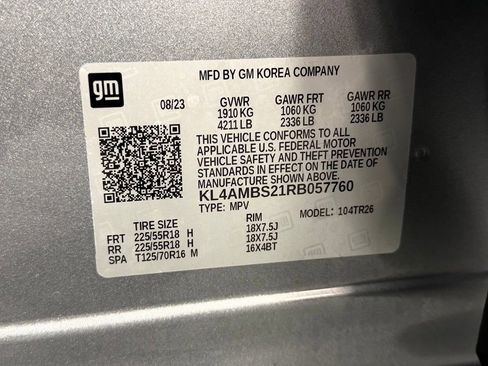 gm
MFD BY GM KOREA COMPANY
08/23 GVWR GAWR FRT GAWR RR
1910 KG 1060 KG 1060 KG
4211 LB 2336 LB 2336 LB
THIS VEHICLE CONFORMS TO ALL
APPLICABLE U.S. FEDERAL MOTOR
VEHICLE SAFETY AND THEFT PREVENTION
STANDARDS IN EFFECT ON THE DATE OF
MANUFACTURE SHOWN ABOVE.
KL4AMBS21RB057760
TYPE: MPV MODEL: 104TR26
TIRE SIZE RIM
FRT 225/55R18 H 18X7.5J
RR 225/55R18 H 18X7.5J
SPA T125/70R16 M 16X4BT